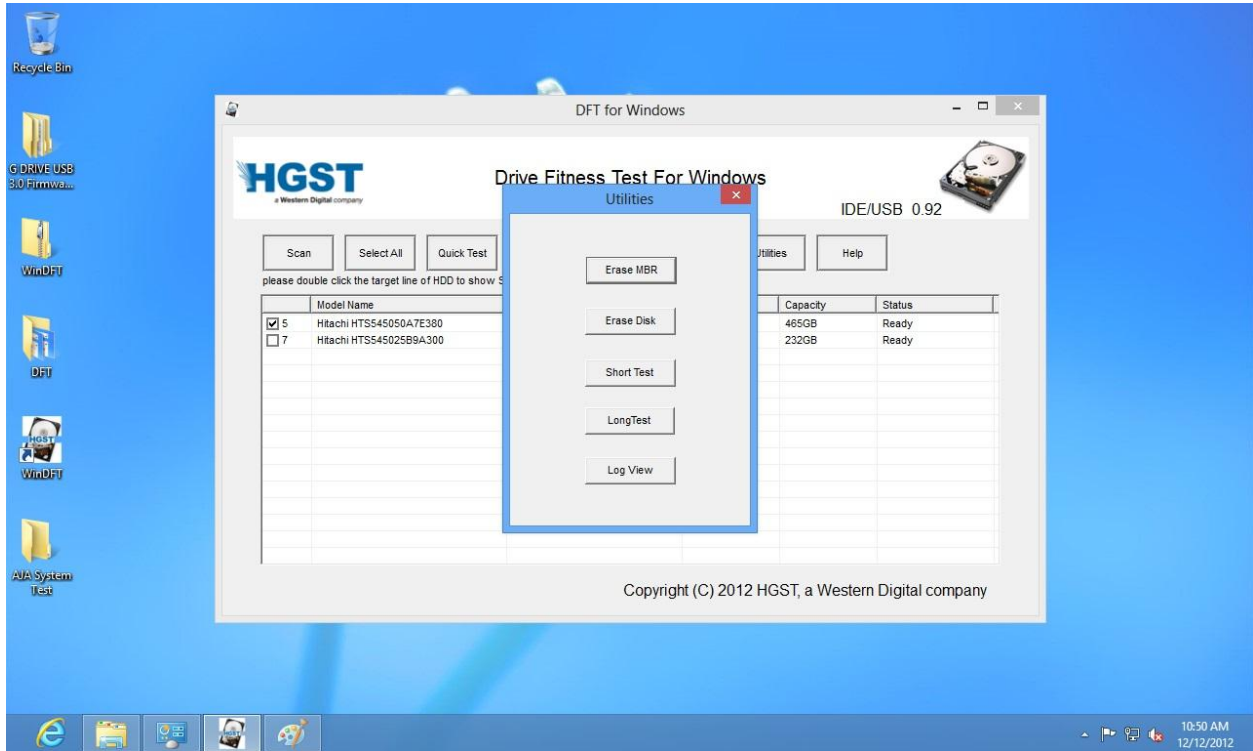 Recycle Bin
G DRIVE USB
3.0 Firmwa...
WinDFT
DFT
WinDFT
AJA System
Test
DFT for Windows
HGST
a Western Digital company
Drive Fitness Test For Windows
IDE/USB 0.92
Scan
Select All
Quick Test
Utilities
Help
please double click the target line of HDD to show S
Model Name
Capacity
Status
5 Hitachi HTS545050A7E380 465GB Ready
7 Hitachi HTS545025B9A300 232GB Ready
Utilities
Erase MBR
Erase Disk
Short Test
LongTest
Log View
Copyright (C) 2012 HGST, a Western Digital company
10:50 AM
12/12/2012